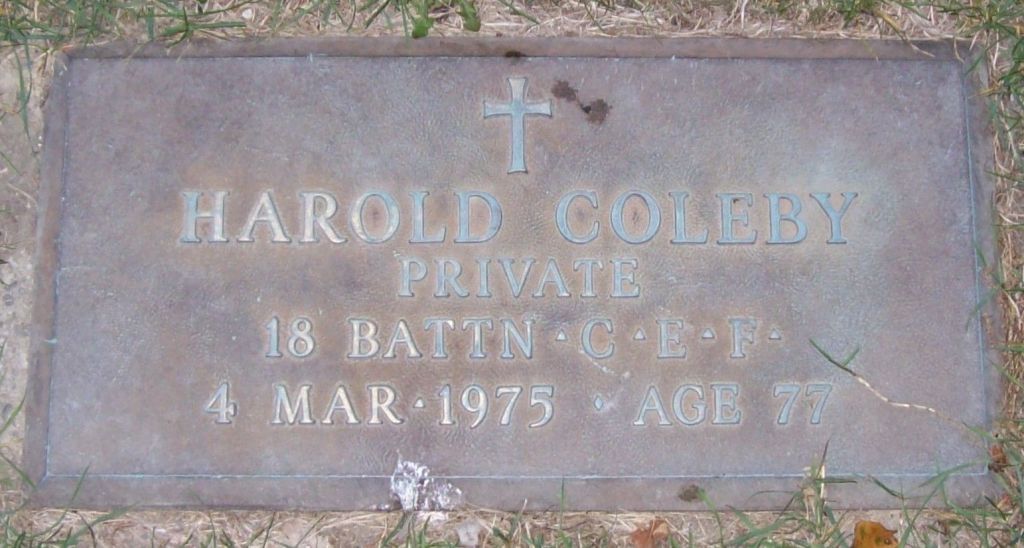 HAROLD COLEBY
PRIVATE
18 BATTN · C · E · F ·
4 MAR · 1975 · AGE 77